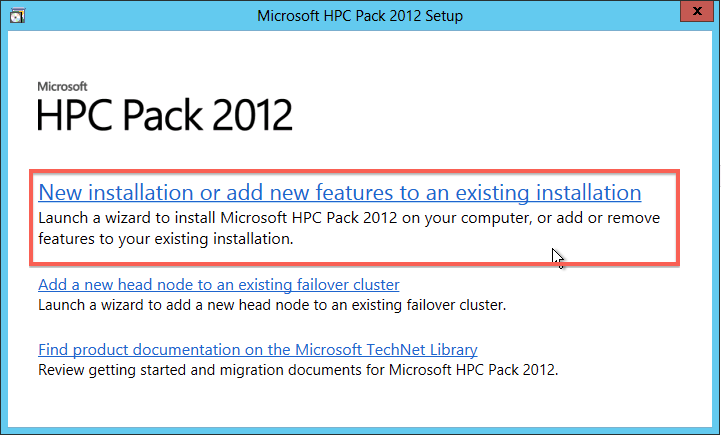 Microsoft HPC Pack 2012 Setup
x
Microsoft
HPC Pack 2012
New installation or add new features to an existing installation
Launch a wizard to install Microsoft HPC Pack 2012 on your computer, or add or remove
features to your existing installation.
Add a new head node to an existing failover cluster
Launch a wizard to add a new head node to an existing failover cluster.
Find product documentation on the Microsoft TechNet Library
Review getting started and migration documents for Microsoft HPC Pack 2012.